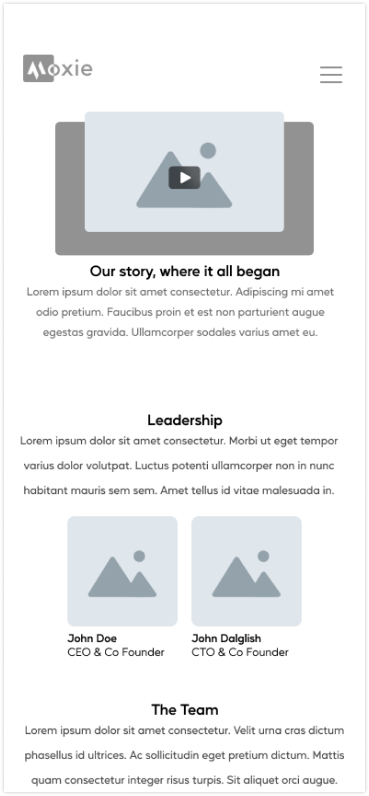 Moxie
Our story, where it all began
Lorem ipsum dolor sit amet consectetur. Adipiscing mi amet
odio pretium. Faucibus proin et est non parturient augue
egestas gravida. Ullamcorper sodales varius amet eu.
Leadership
Lorem ipsum dolor sit amet consectetur. Morbi ut eget tempor
varius dolor volutpat. Luctus potenti ullamcorper non in nunc
habitant mauris sem sem. Amet tellus id vitae malesuada in.
John Doe
CEO & Co Founder
John Dalglish
CTO & Co Founder
The Team
Lorem ipsum dolor sit amet consectetur. Velit urna cras dictum
phasellus id ultrices. Ac sollicitudin eget pretium dictum. Mattis
quam consectetur integer risus turpis. Sit aliquet orci augue.